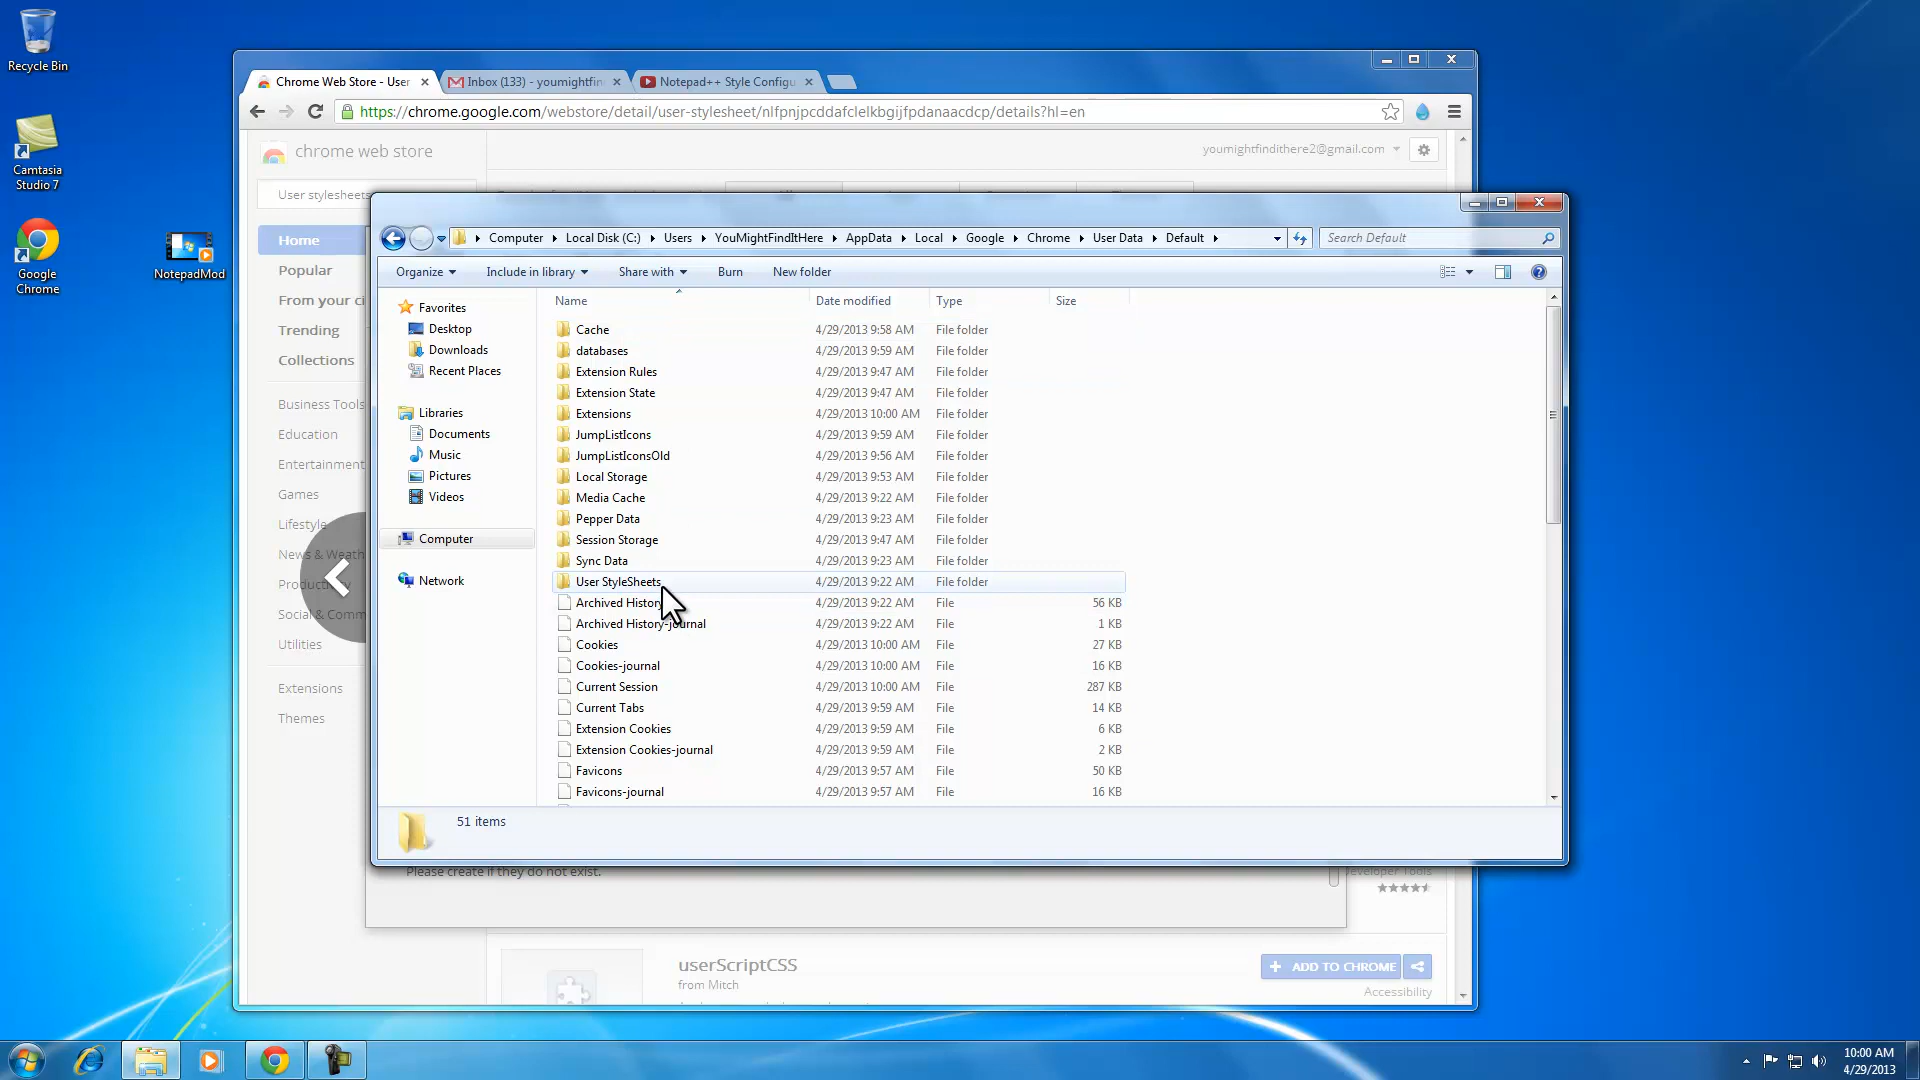 Recycle Bin
Camtasia
Studio 7
Google
Chrome
NotepadMod
Chrome Web Store - User
Inbox (133) - youmightfin
Notepad++ Style Configu
https://chrome.google.com/webstore/detail/user-stylesheet/nlfpnjpcddafclelkbgijfpdanaacdcp/details?hl=en
chrome web store
youmightfindithere2@gmail.com
User stylesheets
Home
Popular
From your ci
Trending
Collections
Business Tools
Education
Entertainment
Games
Lifestyle
News & Weath
Producti
Social & Comm
Utilities
Extensions
Themes
Computer
Local Disk (C:)
Users
YouMightFindItHere
AppData
Local
Google
Chrome
User Data
Default
Search Default
Organize
Include in library
Share with
Burn
New folder
Favorites
Desktop
Downloads
Recent Places
Libraries
Documents
Music
Pictures
Videos
Computer
Network
Name Date modified Type Size
Cache 4/29/2013 9:58 AM File folder
databases 4/29/2013 9:59 AM File folder
Extension Rules 4/29/2013 9:47 AM File folder
Extension State 4/29/2013 9:47 AM File folder
Extensions 4/29/2013 10:00 AM File folder
JumpListIcons 4/29/2013 9:59 AM File folder
JumpListIconsOld 4/29/2013 9:56 AM File folder
Local Storage 4/29/2013 9:53 AM File folder
Media Cache 4/29/2013 9:22 AM File folder
Pepper Data 4/29/2013 9:23 AM File folder
Session Storage 4/29/2013 9:47 AM File folder
Sync Data 4/29/2013 9:23 AM File folder
User StyleSheets 4/29/2013 9:22 AM File folder
Archived History 4/29/2013 9:22 AM File 56 KB
Archived History-journal 4/29/2013 9:22 AM File 1 KB
Cookies 4/29/2013 10:00 AM File 27 KB
Cookies-journal 4/29/2013 10:00 AM File 16 KB
Current Session 4/29/2013 10:00 AM File 287 KB
Current Tabs 4/29/2013 9:59 AM File 14 KB
Extension Cookies 4/29/2013 9:59 AM File 6 KB
Extension Cookies-journal 4/29/2013 9:59 AM File 2 KB
Favicons 4/29/2013 9:57 AM File 50 KB
Favicons-journal 4/29/2013 9:57 AM File 16 KB
51 items
Please create if they do not exist.
eveloper Tools
userScriptCSS
from Mitch
ADD TO CHROME
Accessibility
10:00 AM
4/29/2013